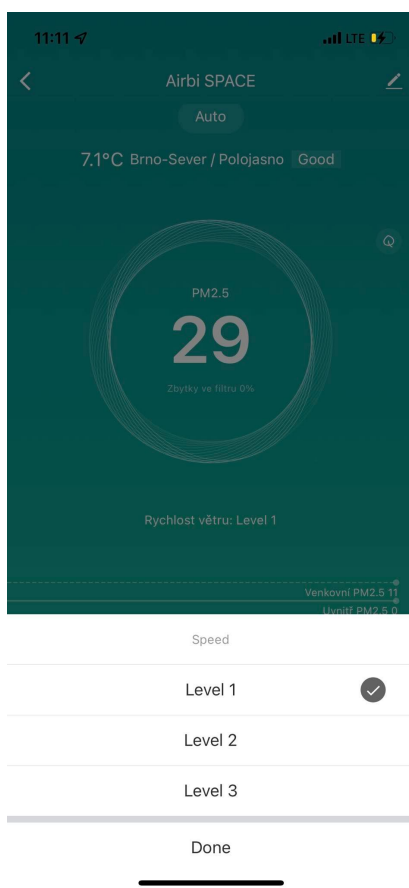 11:11 LTE
Airbi SPACE
Auto
7.1°C Brno-Sever / Polojasno Good
PM2.5
29
Zbytky ve filtru 0%
Rychlost větru: Level 1
Venkovní PM2.5 11
Uvnitř PM2.5 0
Speed
Level 1
Level 2
Level 3
Done